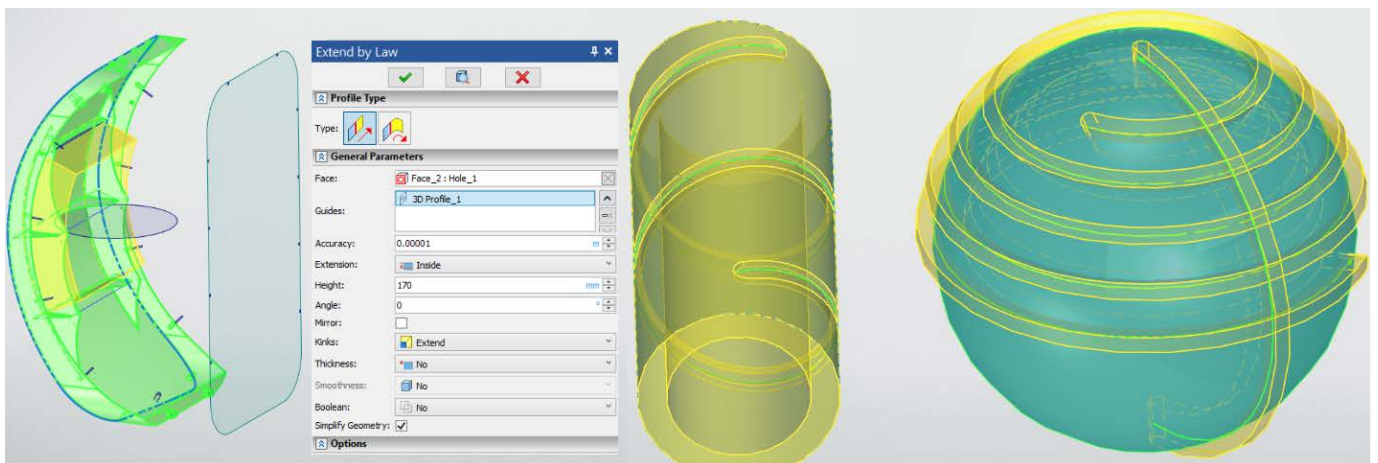 Extend by Law
Profile Type
Type:
General Parameters
Face: Face_2 : Hole_1
Guides: 3D Profile_1
Accuracy: 0.00001 m
Extension: Inside
Height: 170 mm
Angle: 0 °
Mirror:
Kinks: Extend
Thickness: No
Smoothness: No
Boolean: No
Simplify Geometry:
Options